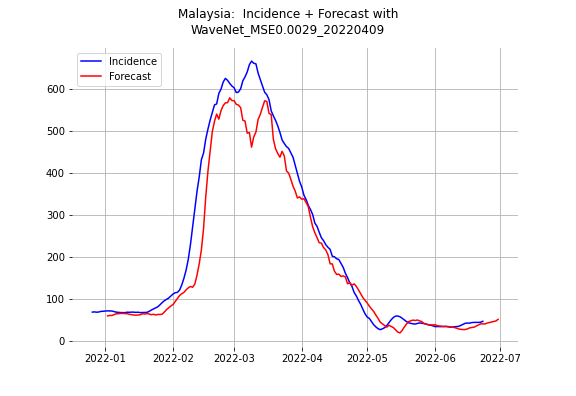 Malaysia:  Incidence + Forecast with
WaveNet_MSE0.0029_20220409
Incidence
Forecast
600
500
400
300
200
100
0
2022-01 2022-02 2022-03 2022-04 2022-05 2022-06 2022-07